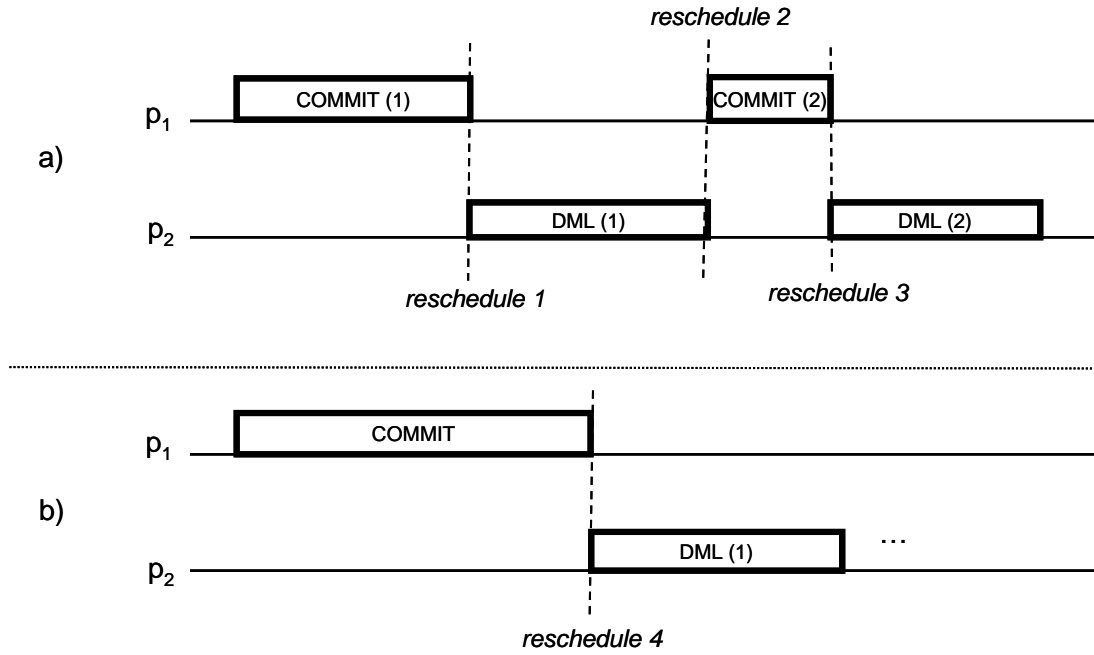 reschedule 2
COMMIT (1)
COMMIT (2)
p1
a)
DML (1)
DML (2)
p2
reschedule 1
reschedule 3
COMMIT
p1
b)
DML (1)
...
p2
reschedule 4